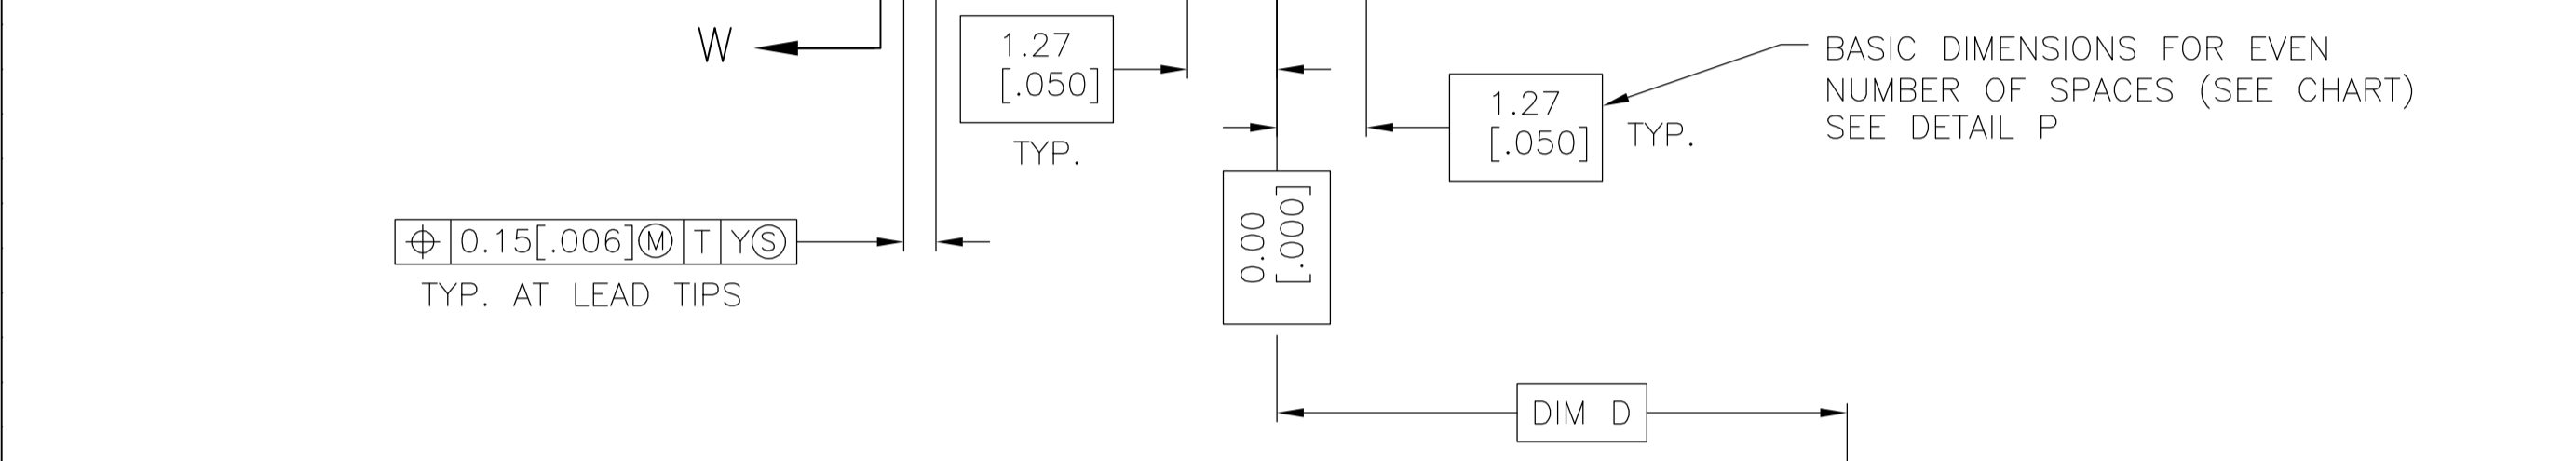 W
1.27
[.050]
TYP.
1.27
[.050]
TYP.
BASIC DIMENSIONS FOR EVEN
NUMBER OF SPACES (SEE CHART)
SEE DETAIL P
0.00
[.000]
⌖ 0.15[.006]Ⓜ T YⓈ
TYP. AT LEAD TIPS
DIM D